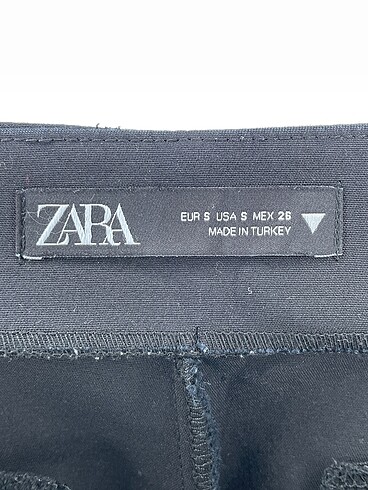 ZARA
EUR S USA S MEX 26
MADE IN TURKEY